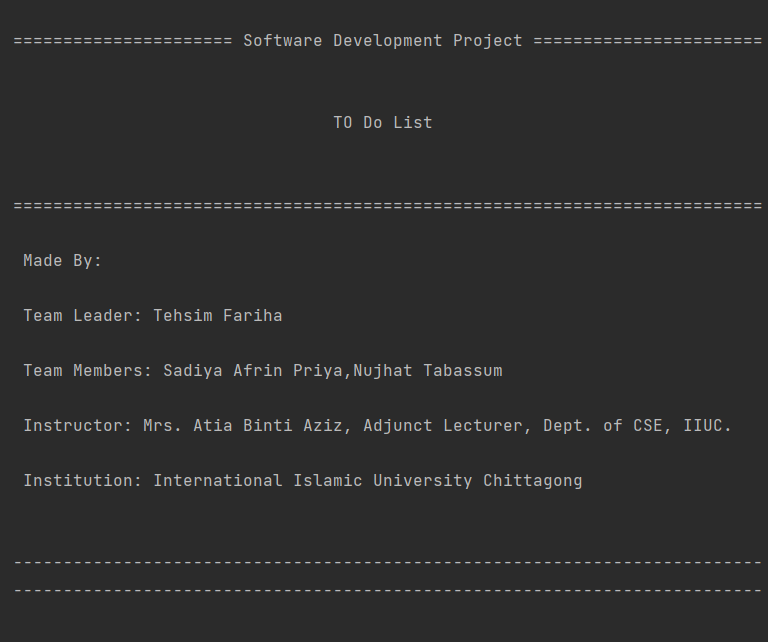 ====================== Software Development Project =======================
TO Do List
===========================================================================
Made By:
Team Leader: Tehsim Fariha
Team Members: Sadiya Afrin Priya,Nujhat Tabassum
Instructor: Mrs. Atia Binti Aziz, Adjunct Lecturer, Dept. of CSE, IIUC.
Institution: International Islamic University Chittagong
---------------------------------------------------------------------------
---------------------------------------------------------------------------